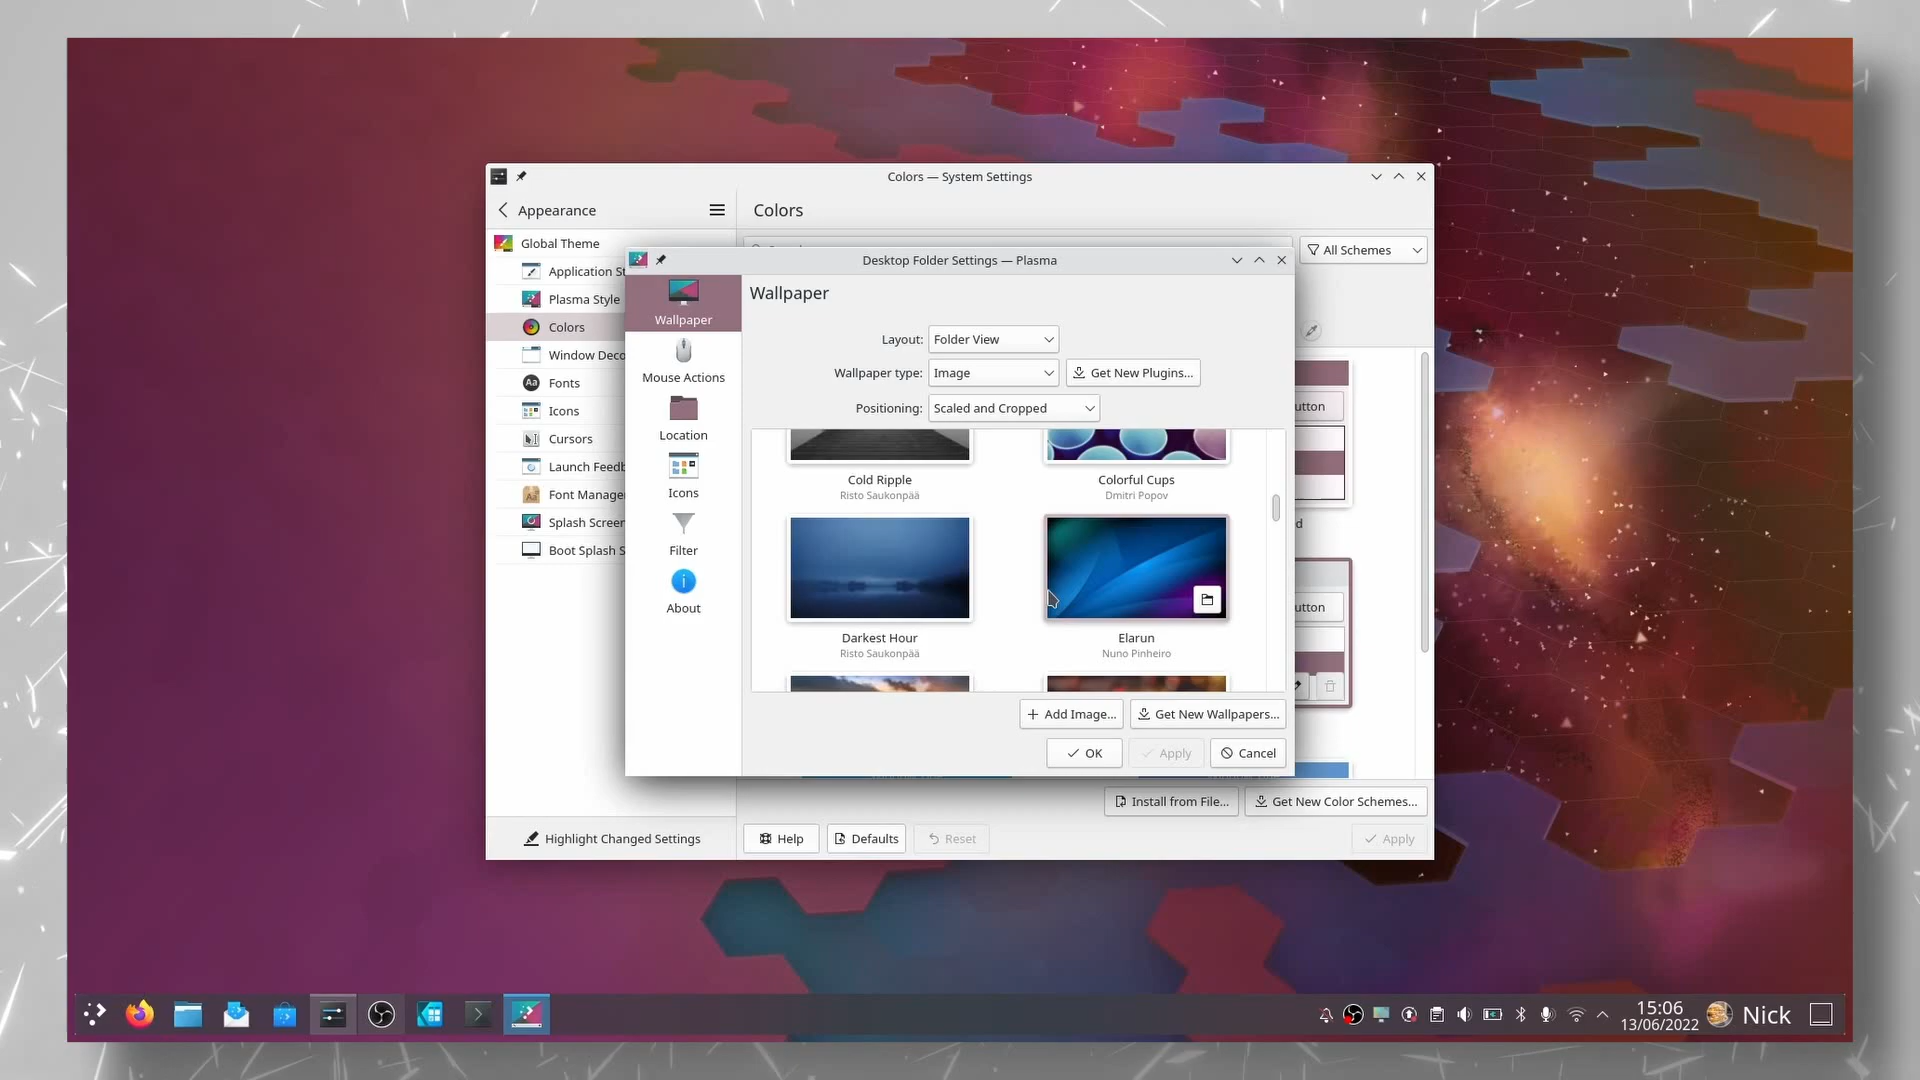 Colors — System Settings
Appearance
Colors
Global Theme
All Schemes
Application St
Plasma Style
Colors
Window Deco
Fonts
Icons
Cursors
Launch Feedb
Font Manage
Splash Screen
Boot Splash S
Desktop Folder Settings — Plasma
Wallpaper
Mouse Actions
Location
Icons
Filter
About
Wallpaper
Layout: Folder View
Wallpaper type: Image Get New Plugins...
Positioning: Scaled and Cropped
Cold Ripple
Risto Saukonpää
Colorful Cups
Dmitri Popov
Darkest Hour
Risto Saukonpää
Elarun
Nuno Pinheiro
Add Image... Get New Wallpapers...
OK Apply Cancel
utton
d
utton
Install from File... Get New Color Schemes...
Highlight Changed Settings
Help Defaults Reset Apply
15:06
13/06/2022
Nick